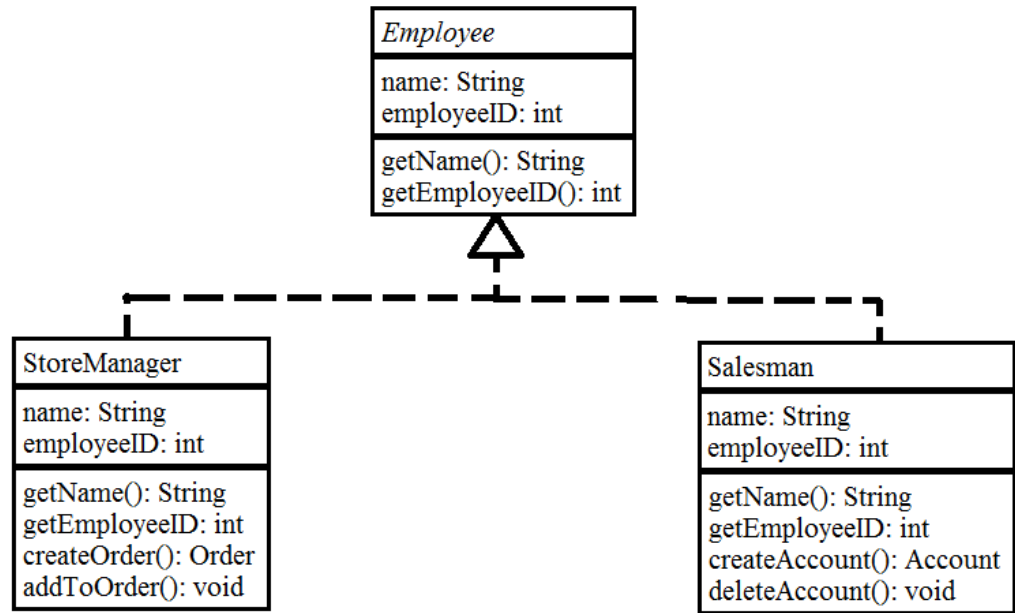 Employee
name: String
employeeID: int
getName(): String
getEmployeeID(): int
StoreManager
name: String
employeeID: int
getName(): String
getEmployeeID: int
createOrder(): Order
addToOrder(): void
Salesman
name: String
employeeID: int
getName(): String
getEmployeeID: int
createAccount(): Account
deleteAccount(): void